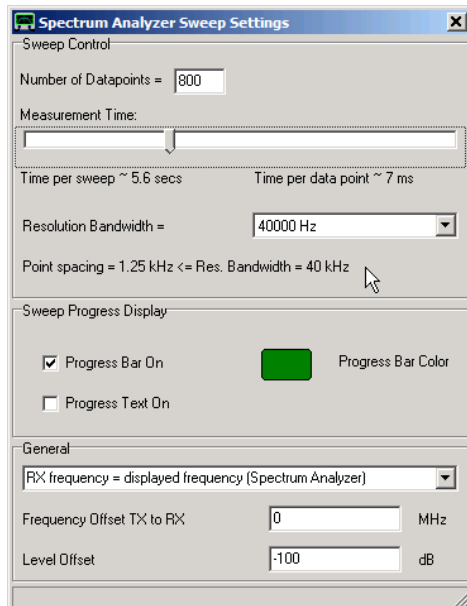 Spectrum Analyzer Sweep Settings
Sweep Control
Number of Datapoints = 800
Measurement Time:
Time per sweep ~ 5.6 secs Time per data point ~ 7 ms
Resolution Bandwidth = 40000 Hz
Point spacing = 1.25 kHz <= Res. Bandwidth = 40 kHz
Sweep Progress Display
Progress Bar On Progress Bar Color
Progress Text On
General
RX frequency = displayed frequency (Spectrum Analyzer)
Frequency Offset TX to RX 0 MHz
Level Offset -100 dB